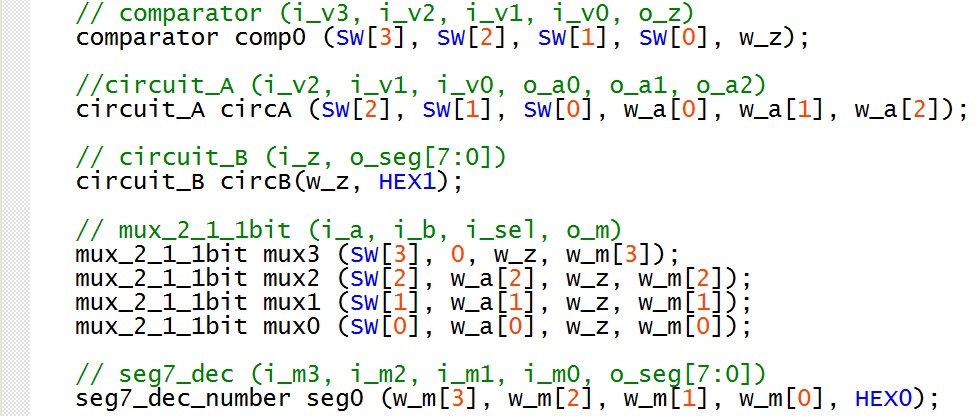 // comparator (i_v3, i_v2, i_v1, i_v0, o_z)
comparator comp0 (SW[3], SW[2], SW[1], SW[0], w_z);
//circuit_A (i_v2, i_v1, i_v0, o_a0, o_a1, o_a2)
circuit_A circA (SW[2], SW[1], SW[0], w_a[0], w_a[1], w_a[2]);
// circuit_B (i_z, o_seg[7:0])
circuit_B circB(w_z, HEX1);
// mux_2_1_1bit (i_a, i_b, i_sel, o_m)
mux_2_1_1bit mux3 (SW[3], 0, w_z, w_m[3]);
mux_2_1_1bit mux2 (SW[2], w_a[2], w_z, w_m[2]);
mux_2_1_1bit mux1 (SW[1], w_a[1], w_z, w_m[1]);
mux_2_1_1bit mux0 (SW[0], w_a[0], w_z, w_m[0]);
// seg7_dec (i_m3, i_m2, i_m1, i_m0, o_seg[7:0])
seg7_dec_number seg0 (w_m[3], w_m[2], w_m[1], w_m[0], HEX0);